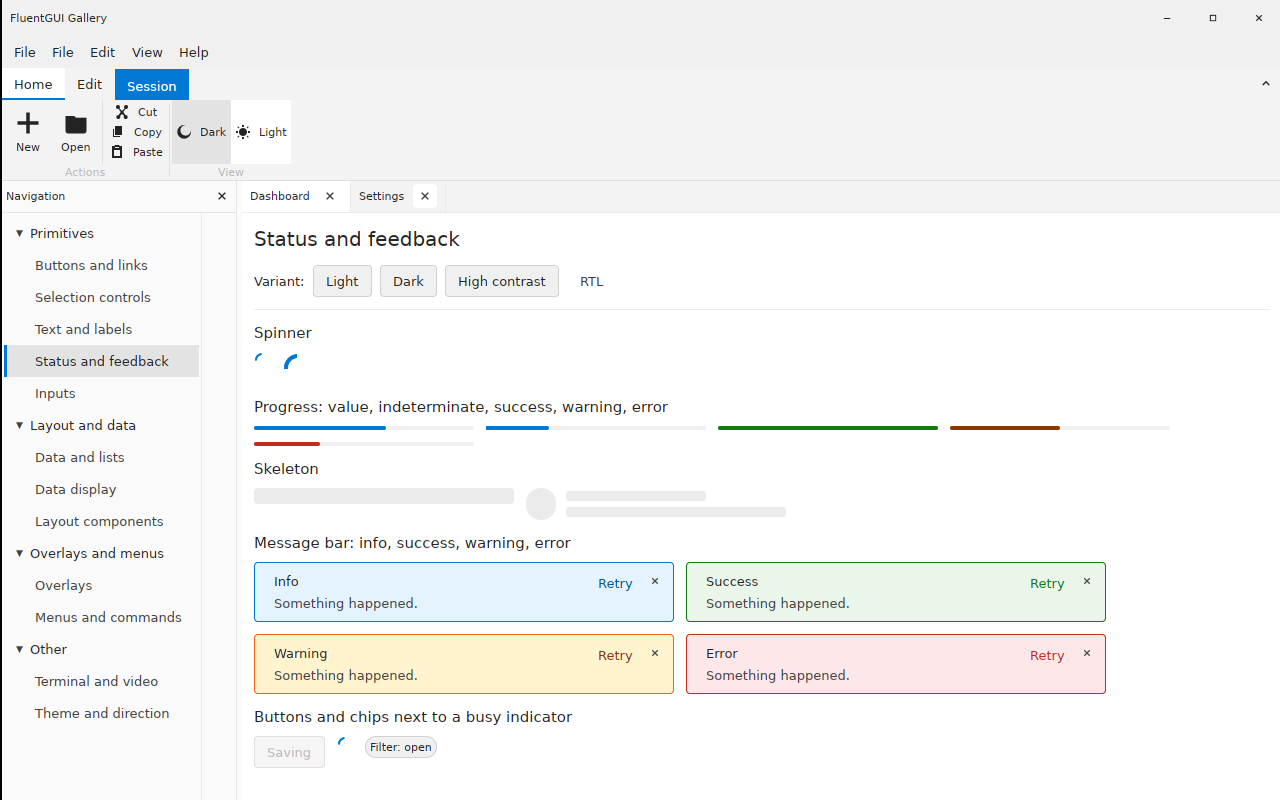 FluentGUI Gallery
File File Edit View Help
Home Edit Session
New Open Cut Copy Paste Dark Light
Actions View
Navigation
Dashboard Settings
Primitives
Buttons and links
Selection controls
Text and labels
Status and feedback
Inputs
Layout and data
Data and lists
Data display
Layout components
Overlays and menus
Overlays
Menus and commands
Other
Terminal and video
Theme and direction
Status and feedback
Variant: Light Dark High contrast RTL
Spinner
Progress: value, indeterminate, success, warning, error
Skeleton
Message bar: info, success, warning, error
Info Retry
Something happened.
Success Retry
Something happened.
Warning Retry
Something happened.
Error Retry
Something happened.
Buttons and chips next to a busy indicator
Saving Filter: open